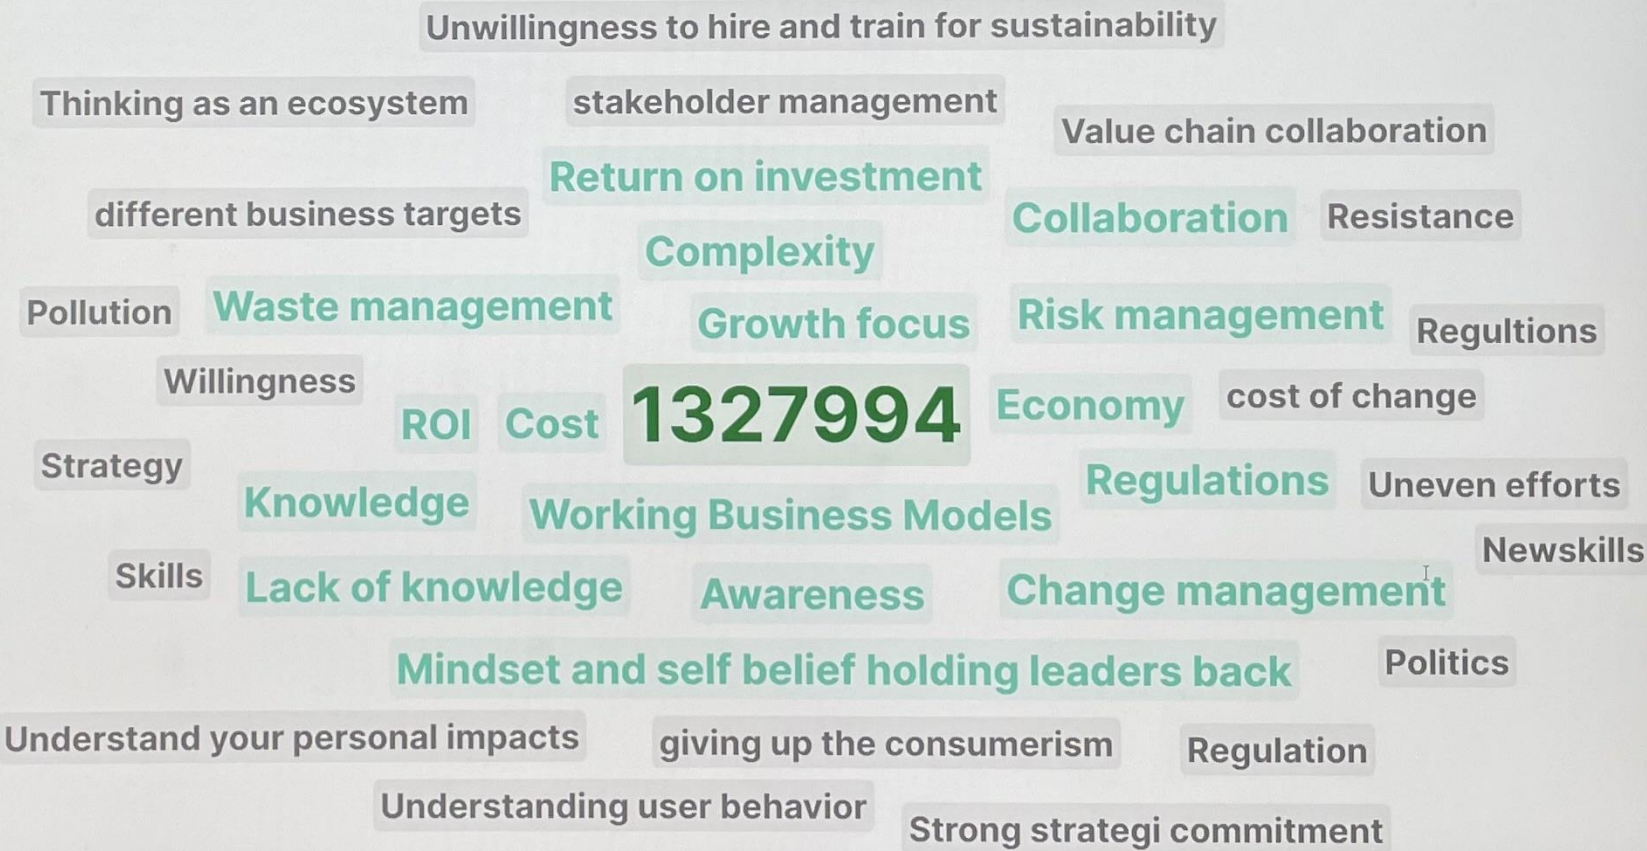 Unwillingness to hire and train for sustainability
Thinking as an ecosystem
stakeholder management
Value chain collaboration
Return on investment
different business targets
Collaboration
Resistance
Complexity
Pollution
Waste management
Growth focus
Risk management
Regultions
Willingness
ROI
Cost
1327994
Economy
cost of change
Strategy
Knowledge
Working Business Models
Regulations
Uneven efforts
Newskills
Skills
Lack of knowledge
Awareness
Change management
Mindset and self belief holding leaders back
Politics
Understand your personal impacts
giving up the consumerism
Regulation
Understanding user behavior
Strong strategi commitment